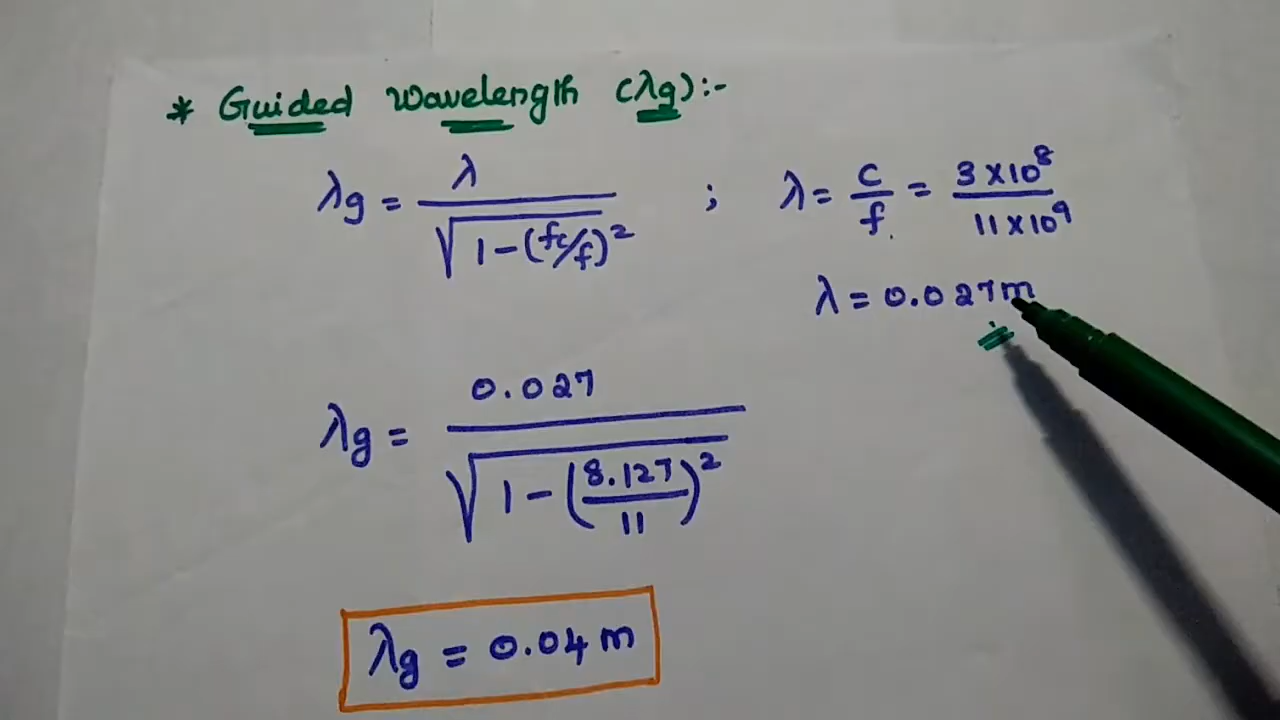 * Guided Wavelength (λg):-
λg = λ / √1-(fc/f)² ; λ = c/f = 3×10⁸ / 11×10⁹
λ = 0.027m
λg = 0.027 / √1-(8.127/11)²
λg = 0.04m